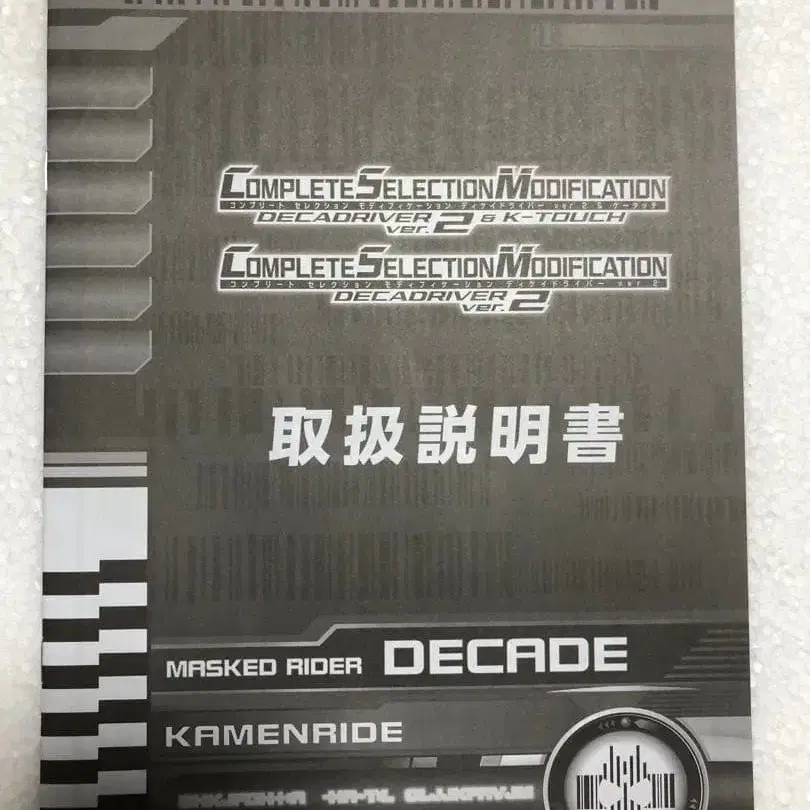 COMPLETE SELECTION MODIFICATION
コンプリート セレクション モディフィケーション ディケイドライバー ver.2 & ケータッチ
DECADRIVER ver.2 & K-TOUCH
COMPLETE SELECTION MODIFICATION
コンプリート セレクション モディフィケーション ディケイドライバー ver.2
DECADRIVER ver.2
取扱説明書
MASKED RIDER DECADE
KAMENRIDE